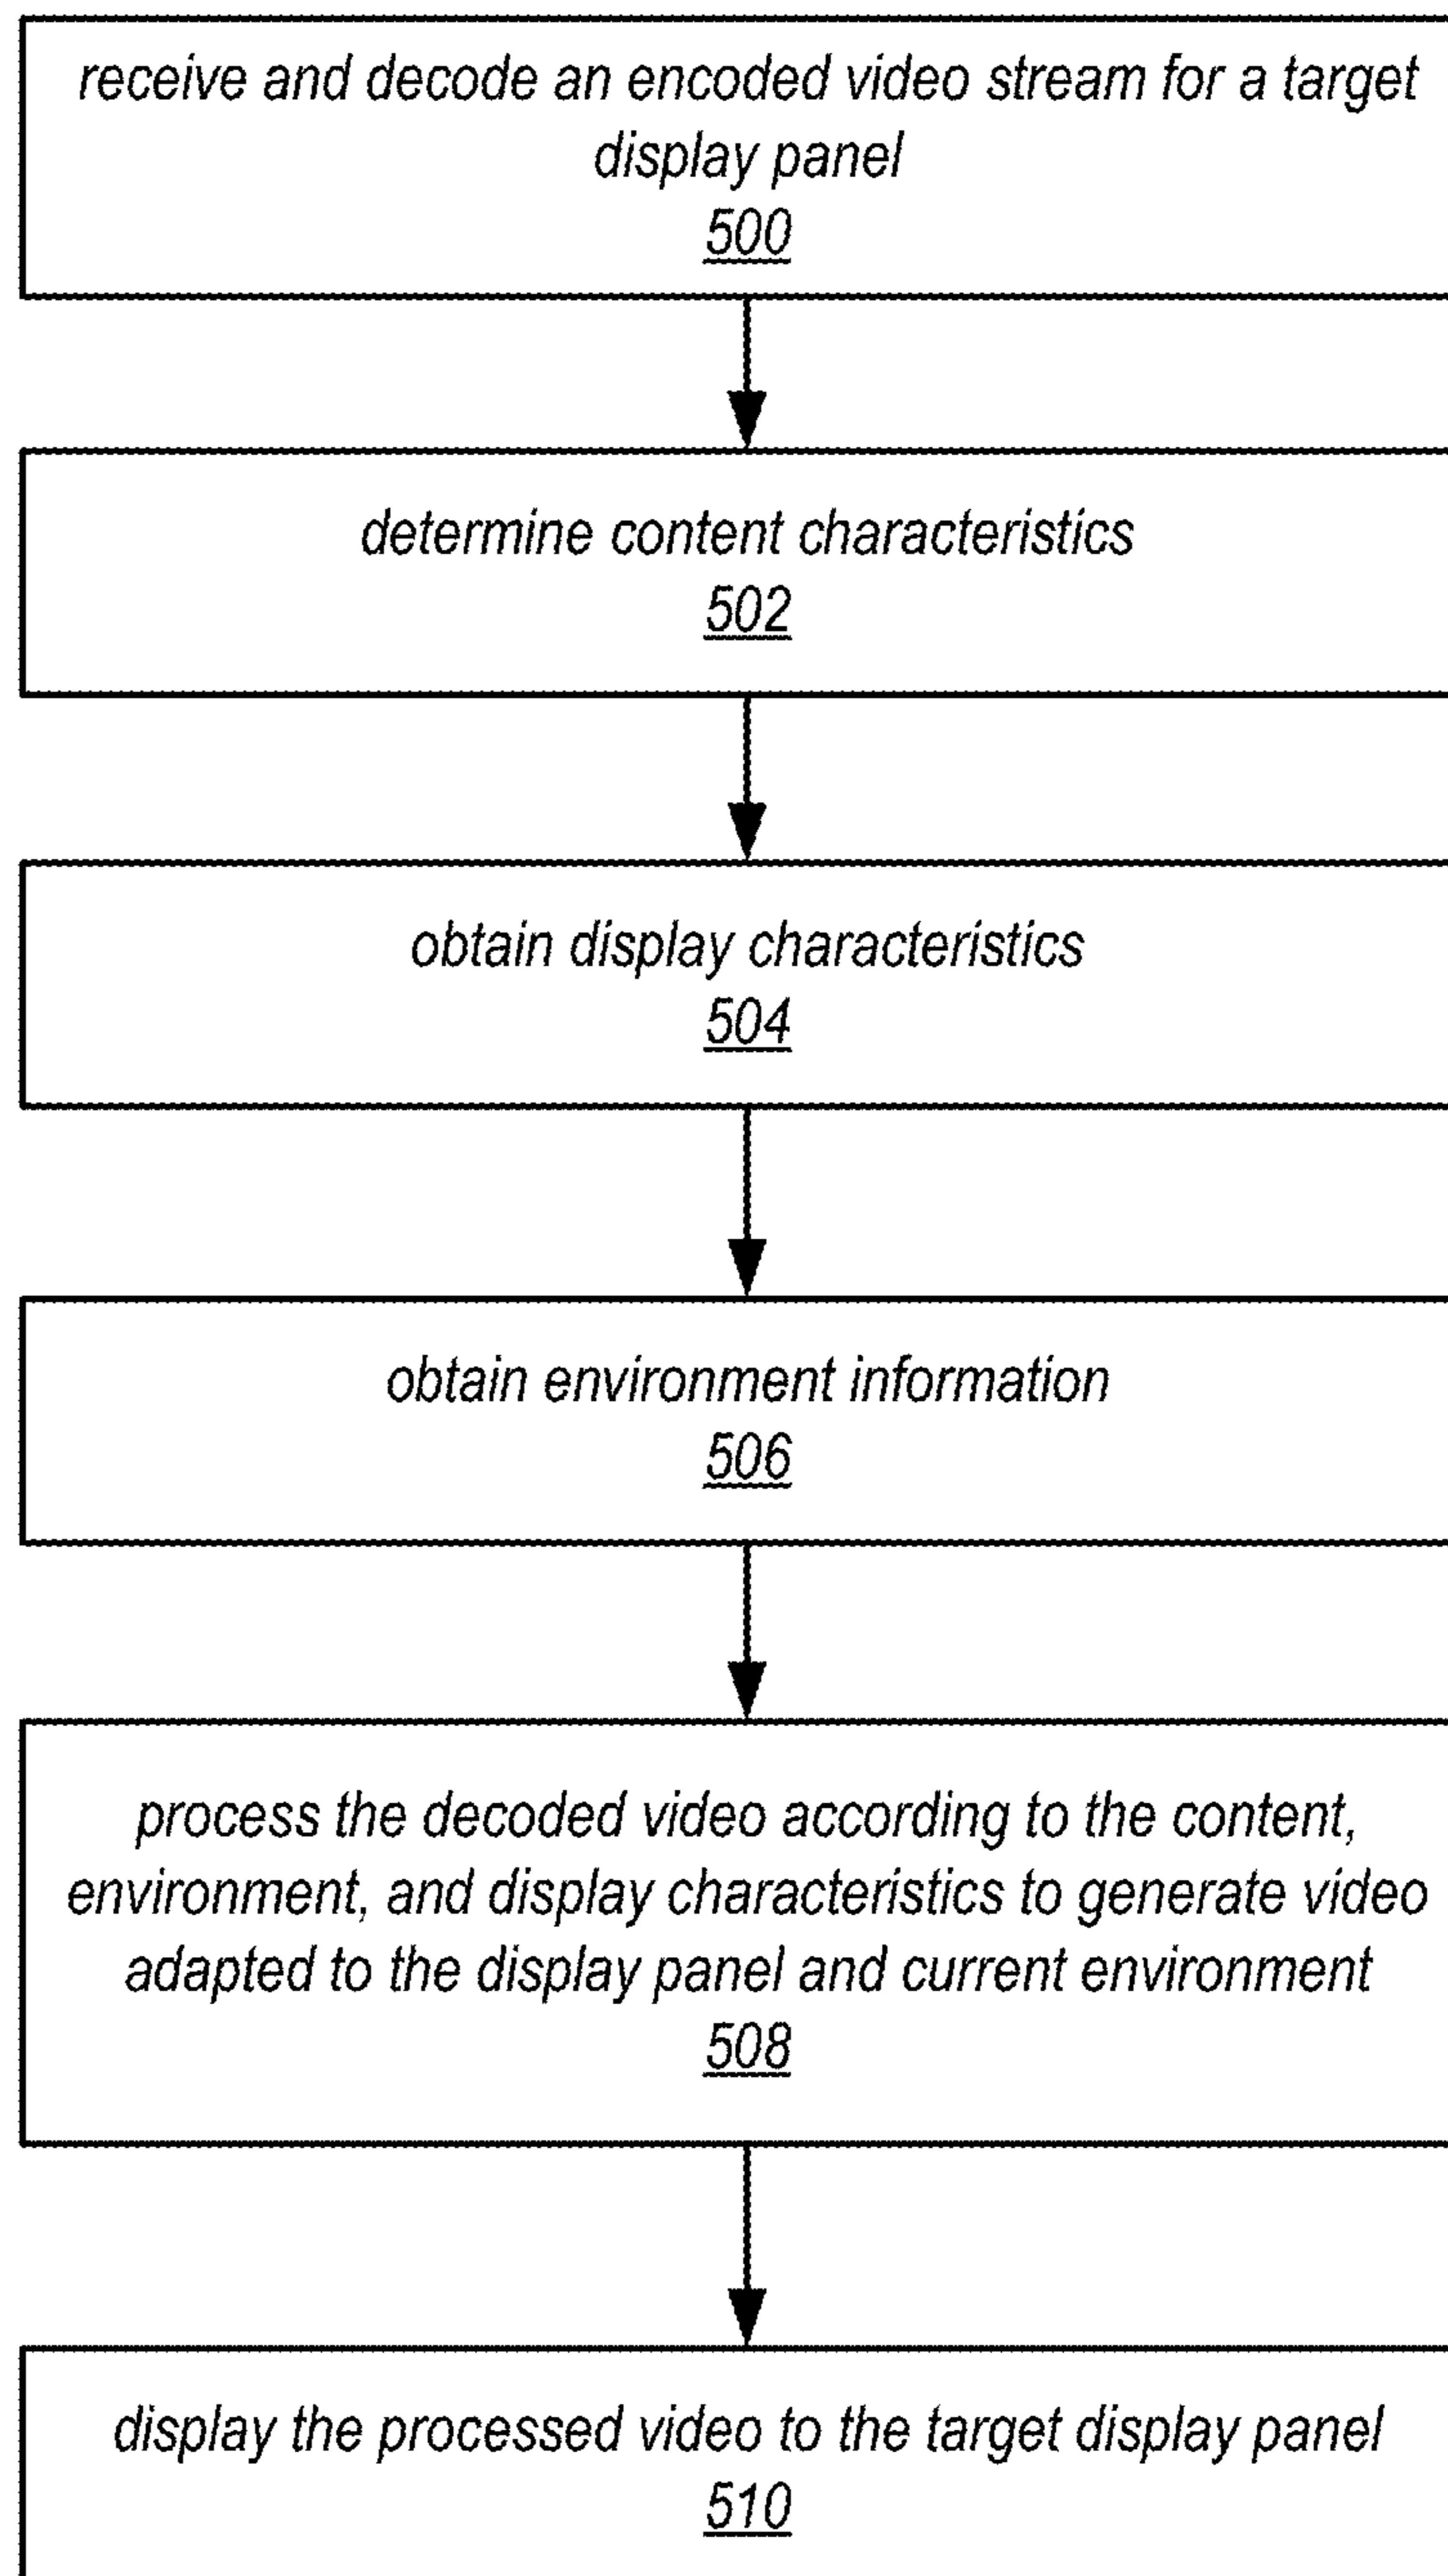 receive and decode an encoded video stream for a target
display panel
500
determine content characteristics
502
obtain display characteristics
504
obtain environment information
506
process the decoded video according to the content,
environment, and display characteristics to generate video
adapted to the display panel and current environment
508
display the processed video to the target display panel
510